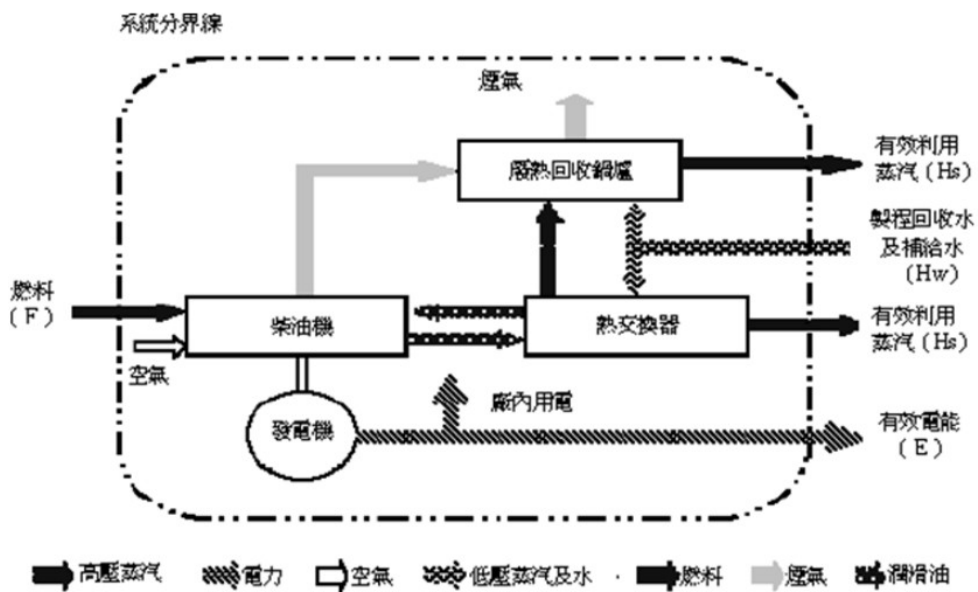 系統分界線
煙氣
廢熱回收鍋爐
有效利用
蒸汽(Hs)
製程回收水
及補給水
(Hw)
燃料
(F)
柴油機
熱交換器
有效利用
蒸汽(Hs)
空氣
發電機
廠內用電
有效電能
(E)
高壓蒸汽
電力
空氣
低壓蒸汽及水
燃料
煙氣
潤滑油